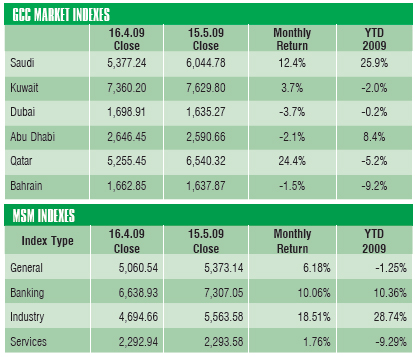 GCC MARKET INDEXES
16.4.09 Close 15.5.09 Close Monthly Return YTD 2009
Saudi 5,377.24 6,044.78 12.4% 25.9%
Kuwait 7,360.20 7,629.80 3.7% -2.0%
Dubai 1,698.91 1,635.27 -3.7% -0.2%
Abu Dhabi 2,646.45 2,590.66 -2.1% 8.4%
Qatar 5,255.45 6,540.32 24.4% -5.2%
Bahrain 1,662.85 1,637.87 -1.5% -9.2%
MSM INDEXES
Index Type 16.4.09 Close 15.5.09 Close Monthly Return YTD 2009
General 5,060.54 5,373.14 6.18% -1.25%
Banking 6,638.93 7,307.05 10.06% 10.36%
Industry 4,694.66 5,563.58 18.51% 28.74%
Services 2,292.94 2,293.58 1.76% -9.29%